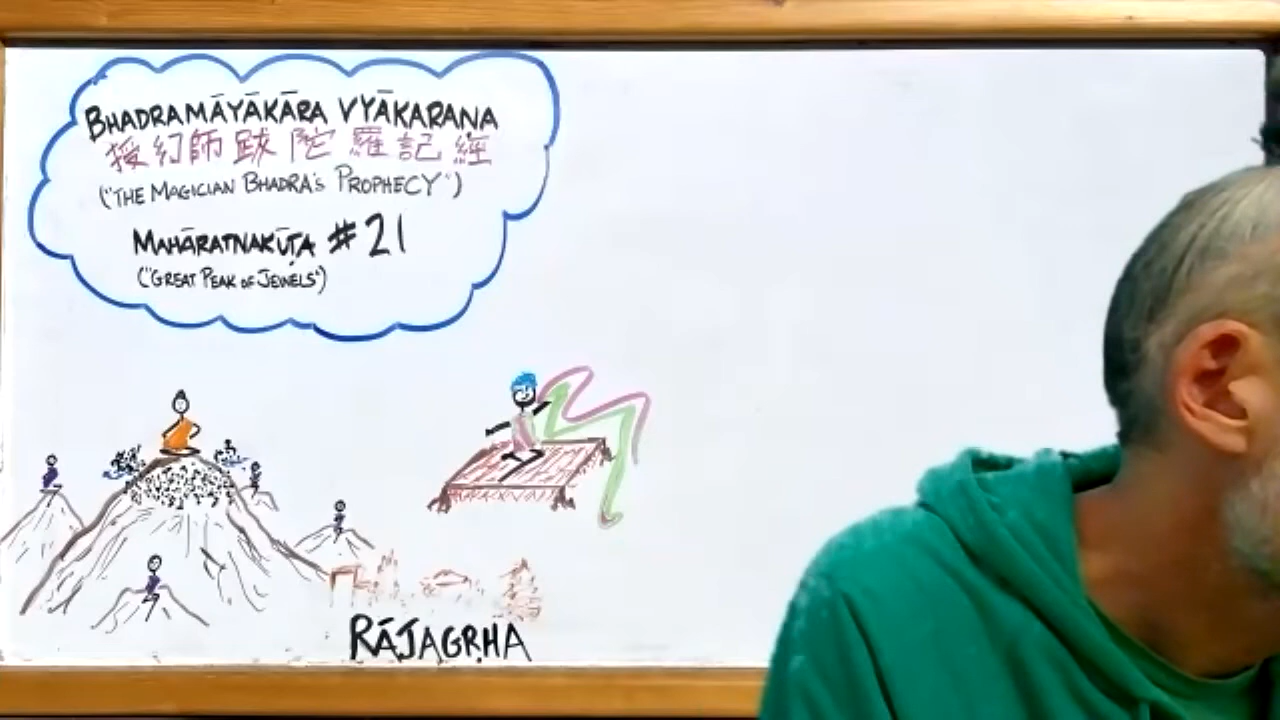 BHADRAMĀYĀKĀRA VYĀKARAṆA
授幻師跋陀羅記經
("THE MAGICIAN BHADRA'S PROPHECY")
MAHĀRATNAKŪṬA #21
("GREAT PEAK OF JEWELS")
RĀJAGṚHA